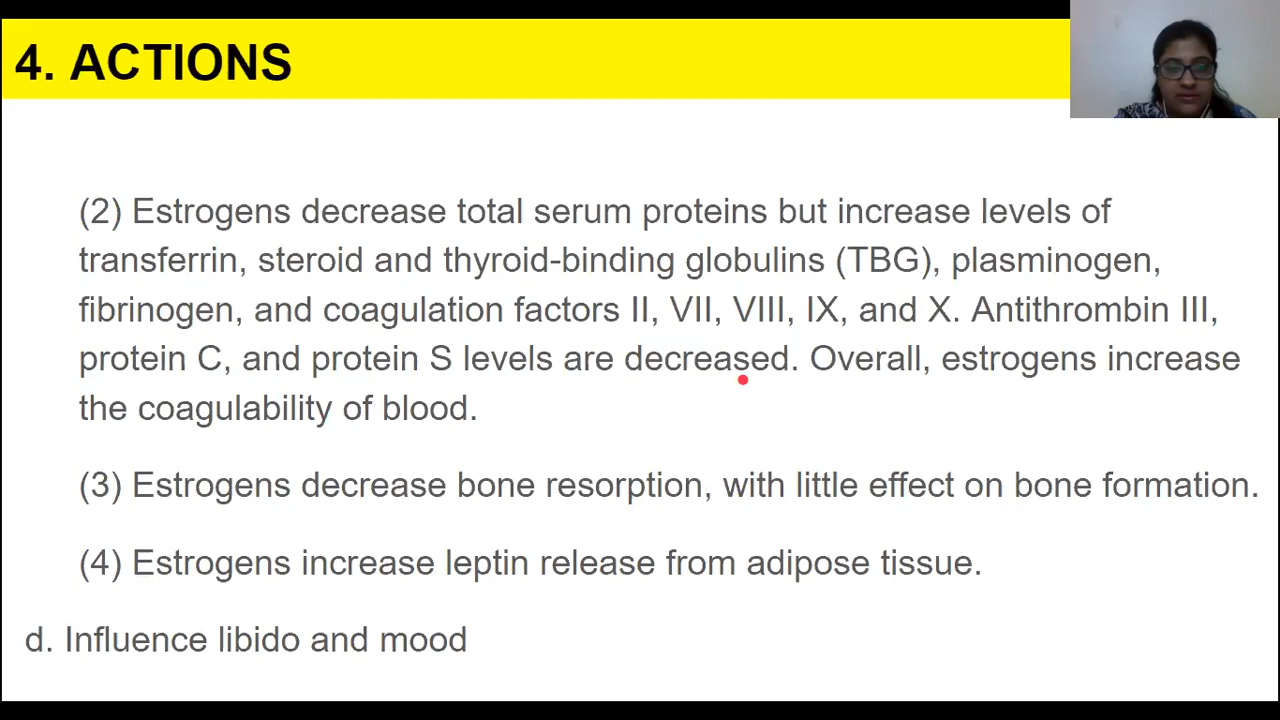 4. ACTIONS
(2) Estrogens decrease total serum proteins but increase levels of
transferrin, steroid and thyroid-binding globulins (TBG), plasminogen,
fibrinogen, and coagulation factors II, VII, VIII, IX, and X. Antithrombin III,
protein C, and protein S levels are decreased. Overall, estrogens increase
the coagulability of blood.
(3) Estrogens decrease bone resorption, with little effect on bone formation.
(4) Estrogens increase leptin release from adipose tissue.
d. Influence libido and mood